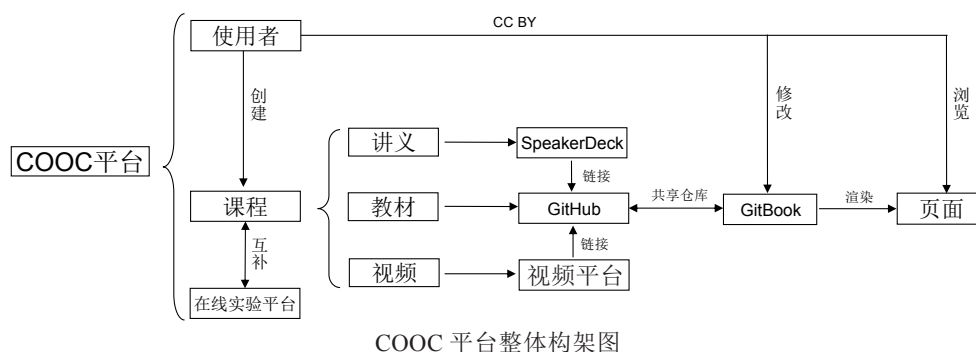 CC BY
使用者
创建
修改
浏览
讲义
SpeakerDeck
链接
COOC平台
课程
教材
GitHub
共享仓库
GitBook
渲染
页面
互补
链接
视频
视频平台
在线实验平台
COOC 平台整体构架图